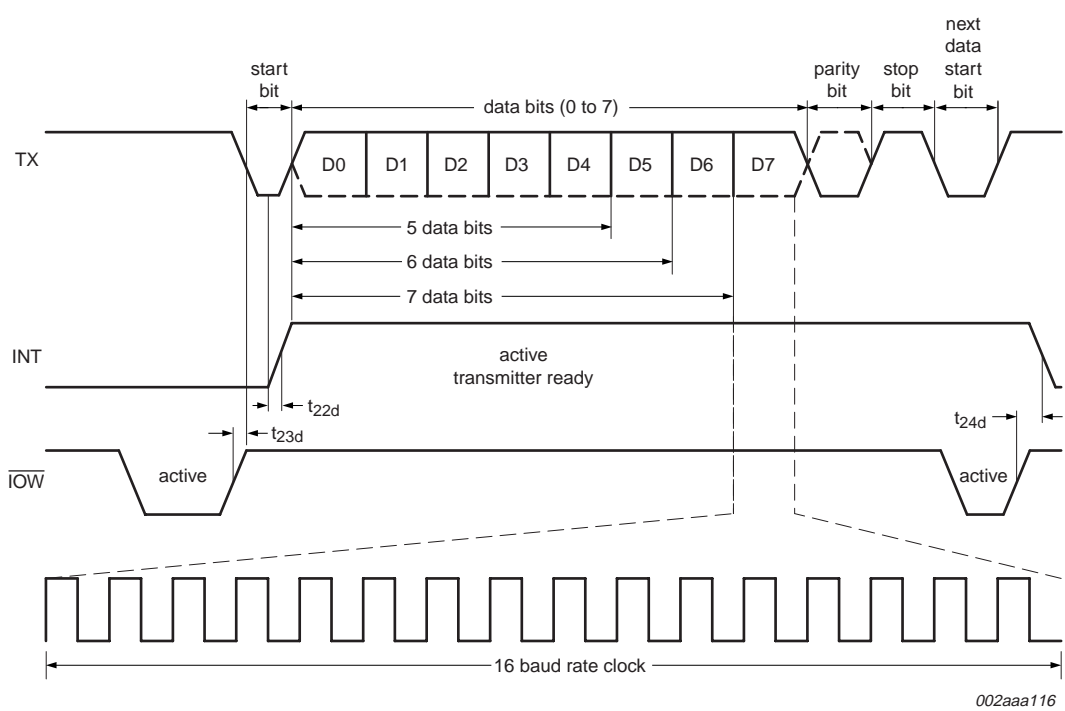 next
data
start
bit
start
bit
parity
bit
stop
bit
data bits (0 to 7)
TX
D0 D1 D2 D3 D4 D5 D6 D7
5 data bits
6 data bits
7 data bits
INT
active
transmitter ready
t22d
t23d
t24d
IOW
active
active
16 baud rate clock
002aaa116